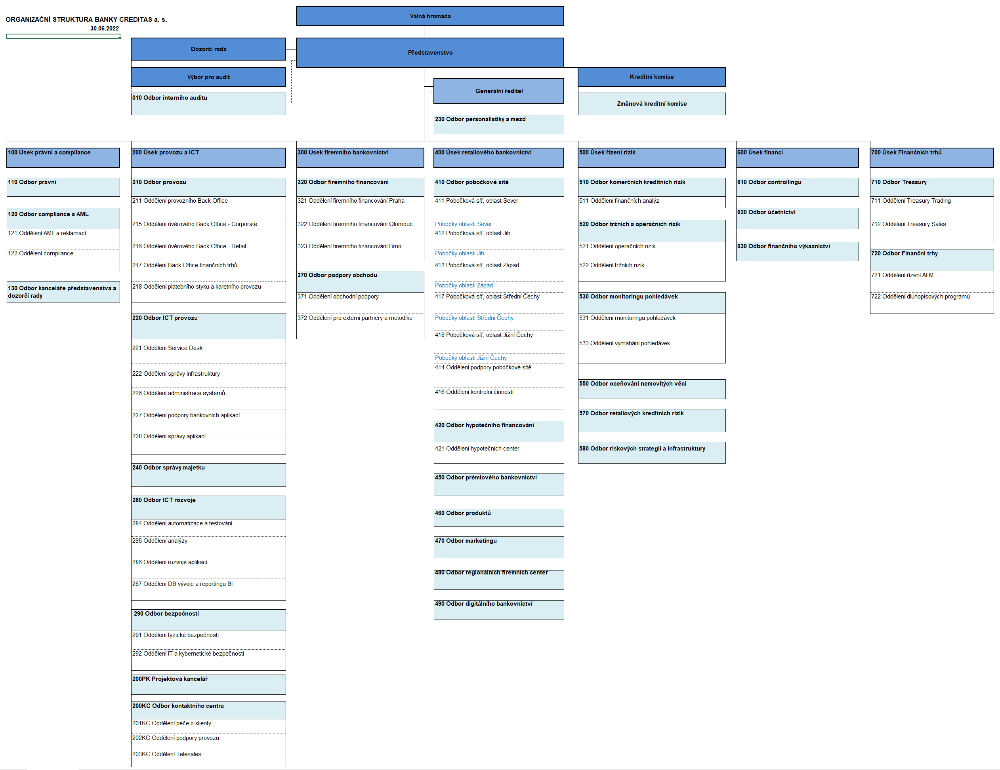 ORGANIZAČNÍ STRUKTURA BANKY CREDITAS a. s.
30.06.2022
Valná hromada
Dozorčí rada
Představenstvo
Výbor pro audit
Kreditní komise
010 Odbor interního auditu
Generální ředitel
Změnová kreditní komise
230 Odbor personalistiky a mezd
100 Úsek právní a compliance
110 Odbor právní
120 Odbor compliance a AML
121 Oddělení AML a reklamací
122 Oddělení compliance
130 Odbor kanceláře představenstva a
dozorčí rady
200 Úsek provozu a ICT
210 Odbor provozu
211 Oddělení provozního Back Office
215 Oddělení úvěrového Back Office - Corporate
216 Oddělení úvěrového Back Office - Retail
217 Oddělení Back Office finančních trhů
218 Oddělení platebního styku a karetního provozu
220 Odbor ICT provozu
221 Oddělení Service Desk
222 Oddělení správy infrastruktury
226 Oddělení administrace systémů
227 Oddělení podpory bankovních aplikací
228 Oddělení správy aplikací
240 Odbor správy majetku
280 Odbor ICT rozvoje
284 Oddělení automatizace a testování
285 Oddělení analýzy
286 Oddělení rozvoje aplikací
287 Oddělení DB vývoje a reportingu BI
290 Odbor bezpečnosti
291 Oddělení fyzické bezpečnosti
292 Oddělení IT a kybernetické bezpečnosti
200PK Projektová kancelář
200KC Odbor kontaktního centra
201KC Oddělení péče o klienty
202KC Oddělení podpory provozu
203KC Oddělení Telesales
300 Úsek firemního bankovnictví
320 Odbor firemního financování
321 Oddělení firemního financování Praha
322 Oddělení firemního financování Olomouc
323 Oddělení firemního financování Brno
370 Odbor podpory obchodu
371 Oddělení obchodní podpory
372 Oddělení pro externí partnery a metodiku
400 Úsek retailového bankovnictví
410 Odbor pobočkové sítě
411 Pobočková síť, oblast Sever
Pobočky oblasti Sever
412 Pobočková síť, oblast Jih
Pobočky oblasti Jih
413 Pobočková síť, oblast Západ
Pobočky oblasti Západ
417 Pobočková síť, oblast Střední Čechy
Pobočky oblasti Střední Čechy
418 Pobočková síť, oblast Jižní Čechy
Pobočky oblasti Jižní Čechy
414 Oddělení podpory pobočkové sítě
416 Oddělení kontrolní činnosti
420 Odbor hypotečního financování
421 Oddělení hypotečních center
450 Odbor prémiového bankovnictví
460 Odbor produktů
470 Odbor marketingu
480 Odbor regionálních firemních center
490 Odbor digitálního bankovnictví
500 Úsek řízení rizik
510 Odbor komerčních kreditních rizik
511 Oddělení finančních analýz
520 Odbor tržních a operačních rizik
521 Oddělení operačních rizik
522 Oddělení tržních rizik
530 Odbor monitoringu pohledávek
531 Oddělení monitoringu pohledávek
533 Oddělení vymáhání pohledávek
550 Odbor oceňování nemovitých věcí
570 Odbor retailových kreditních rizik
580 Odbor riskových strategií a infrastruktury
600 Úsek financí
610 Odbor controllingu
620 Odbor účetnictví
630 Odbor finančního výkaznictví
700 Úsek Finančních trhů
710 Odbor Treasury
711 Oddělení Treasury Trading
712 Oddělení Treasury Sales
720 Odbor Finanční trhy
721 Oddělení řízení ALM
722 Oddělení dluhopisových programů